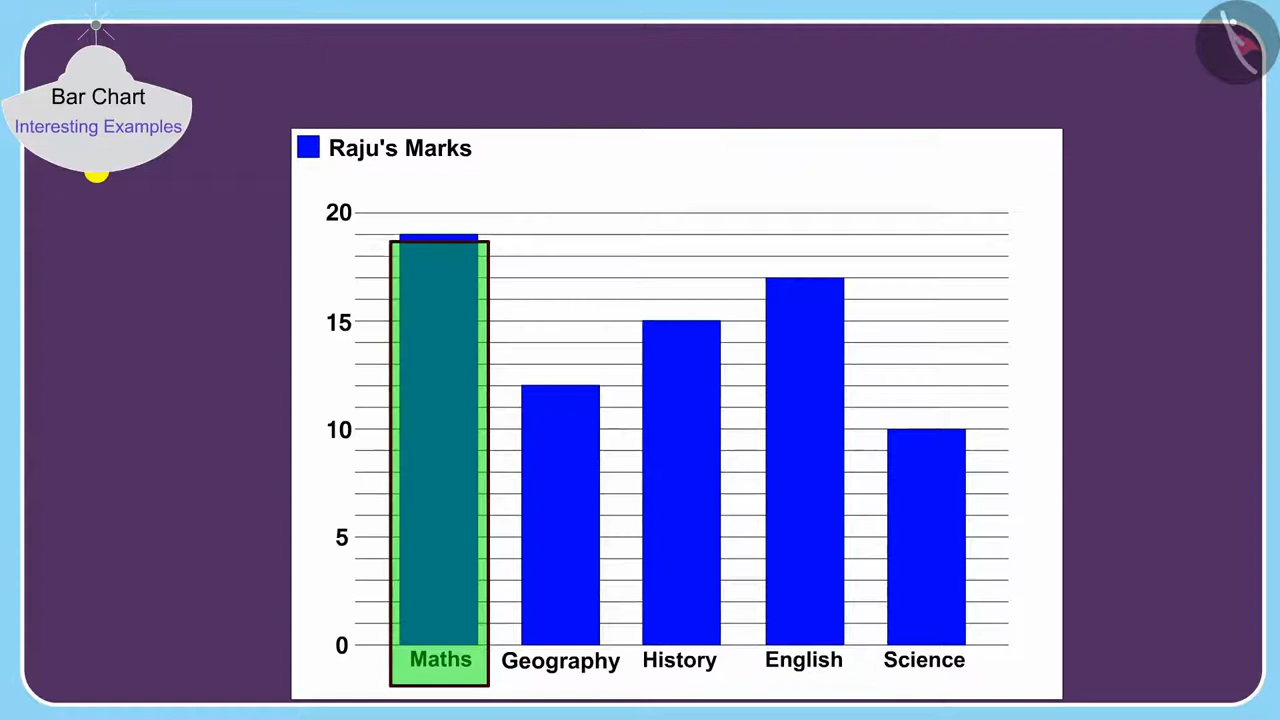 Bar Chart
Interesting Examples
Raju's Marks
20
15
10
5
0
Maths Geography History English Science